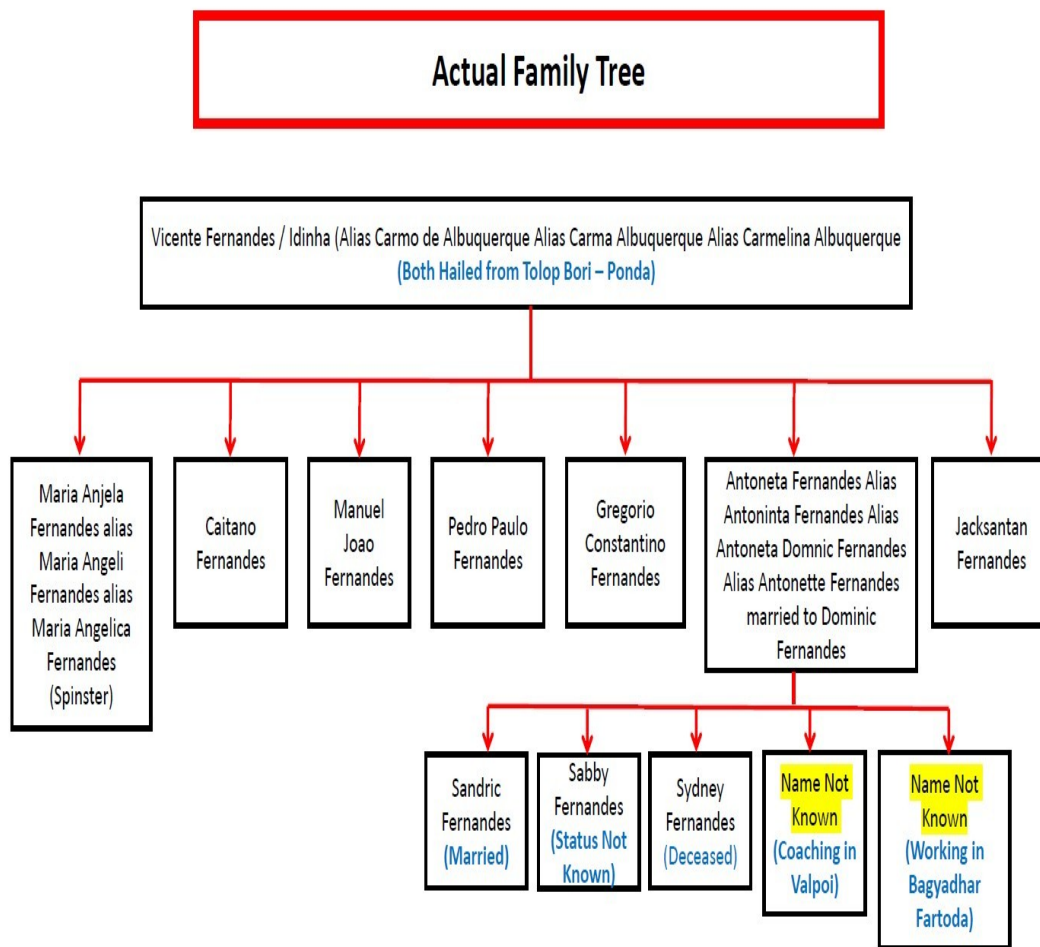 Actual Family Tree
Vicente Fernandes / Idinha (Alias Carmo de Albuquerque Alias Carma Albuquerque Alias Carmelina Albuquerque
(Both Hailed from Tolop Bori – Ponda)
Maria Anjela
Fernandes alias
Maria Angeli
Fernandes alias
Maria Angelica
Fernandes
(Spinster)
Caitano
Fernandes
Manuel
Joao
Fernandes
Pedro Paulo
Fernandes
Gregorio
Constantino
Fernandes
Antoneta Fernandes Alias
Antoninta Fernandes Alias
Antoneta Domnic Fernandes
Alias Antonette Fernandes
married to Dominic
Fernandes
Jacksantan
Fernandes
Sandric
Fernandes
(Married)
Sabby
Fernandes
(Status Not
Known)
Sydney
Fernandes
(Deceased)
Name Not
Known
(Coaching in
Valpoi)
Name Not
Known
(Working in
Bagyadhar
Fartoda)